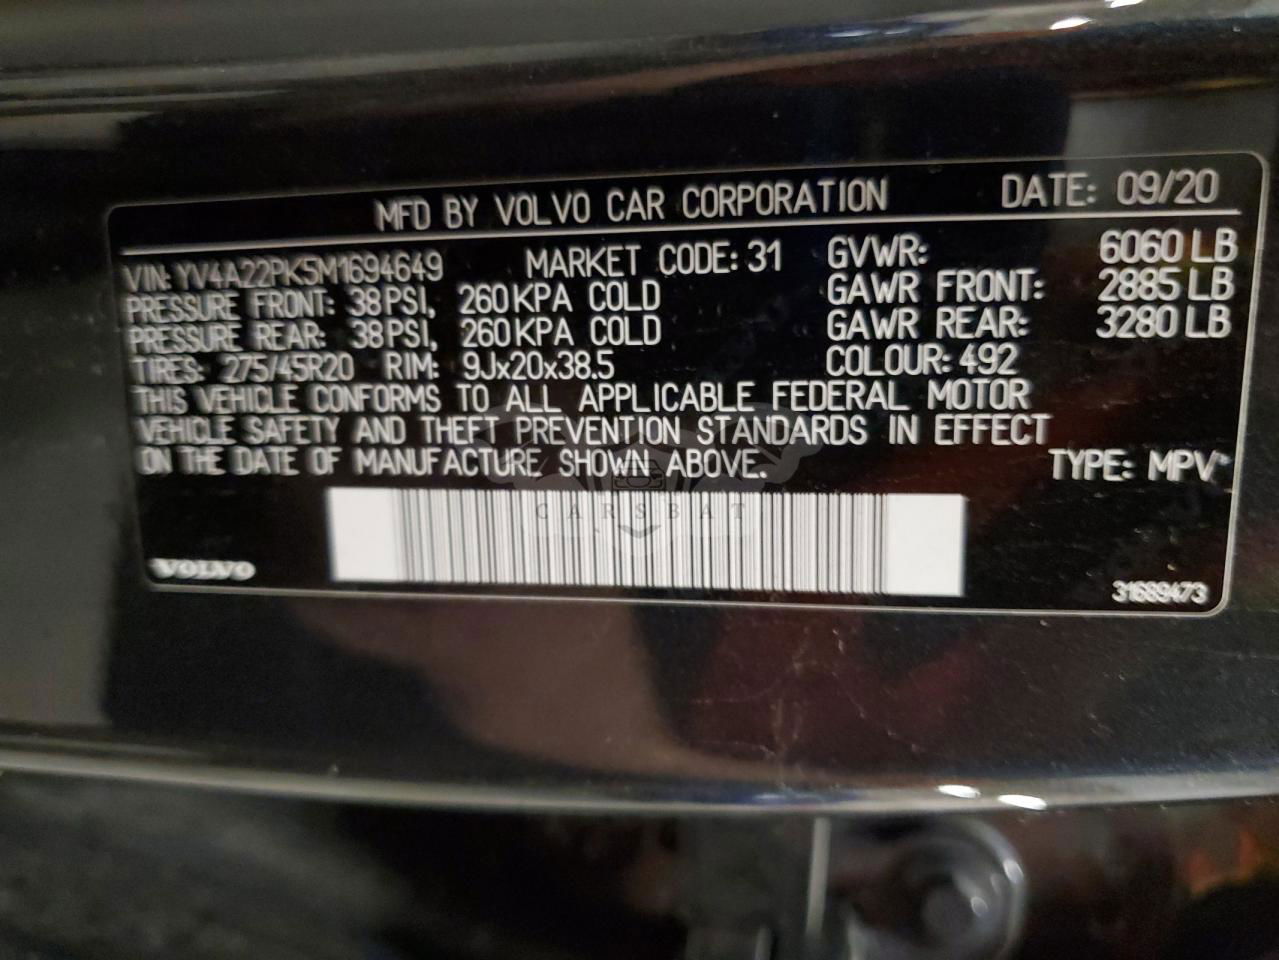 MFD BY VOLVO CAR CORPORATION DATE: 09/20
VIN: YV4A22PK5M1694649 MARKET CODE: 31 GVWR: 6060 LB
PRESSURE FRONT: 38 PSI, 260 KPA COLD GAWR FRONT: 2885 LB
PRESSURE REAR: 38 PSI, 260 KPA COLD GAWR REAR: 3280 LB
TIRES: 275/45R20 RIM: 9Jx20x38.5 COLOUR: 492
THIS VEHICLE CONFORMS TO ALL APPLICABLE FEDERAL MOTOR
VEHICLE SAFETY AND THEFT PREVENTION STANDARDS IN EFFECT
ON THE DATE OF MANUFACTURE SHOWN ABOVE. TYPE: MPV
CARSBAT
VOLVO 31689473